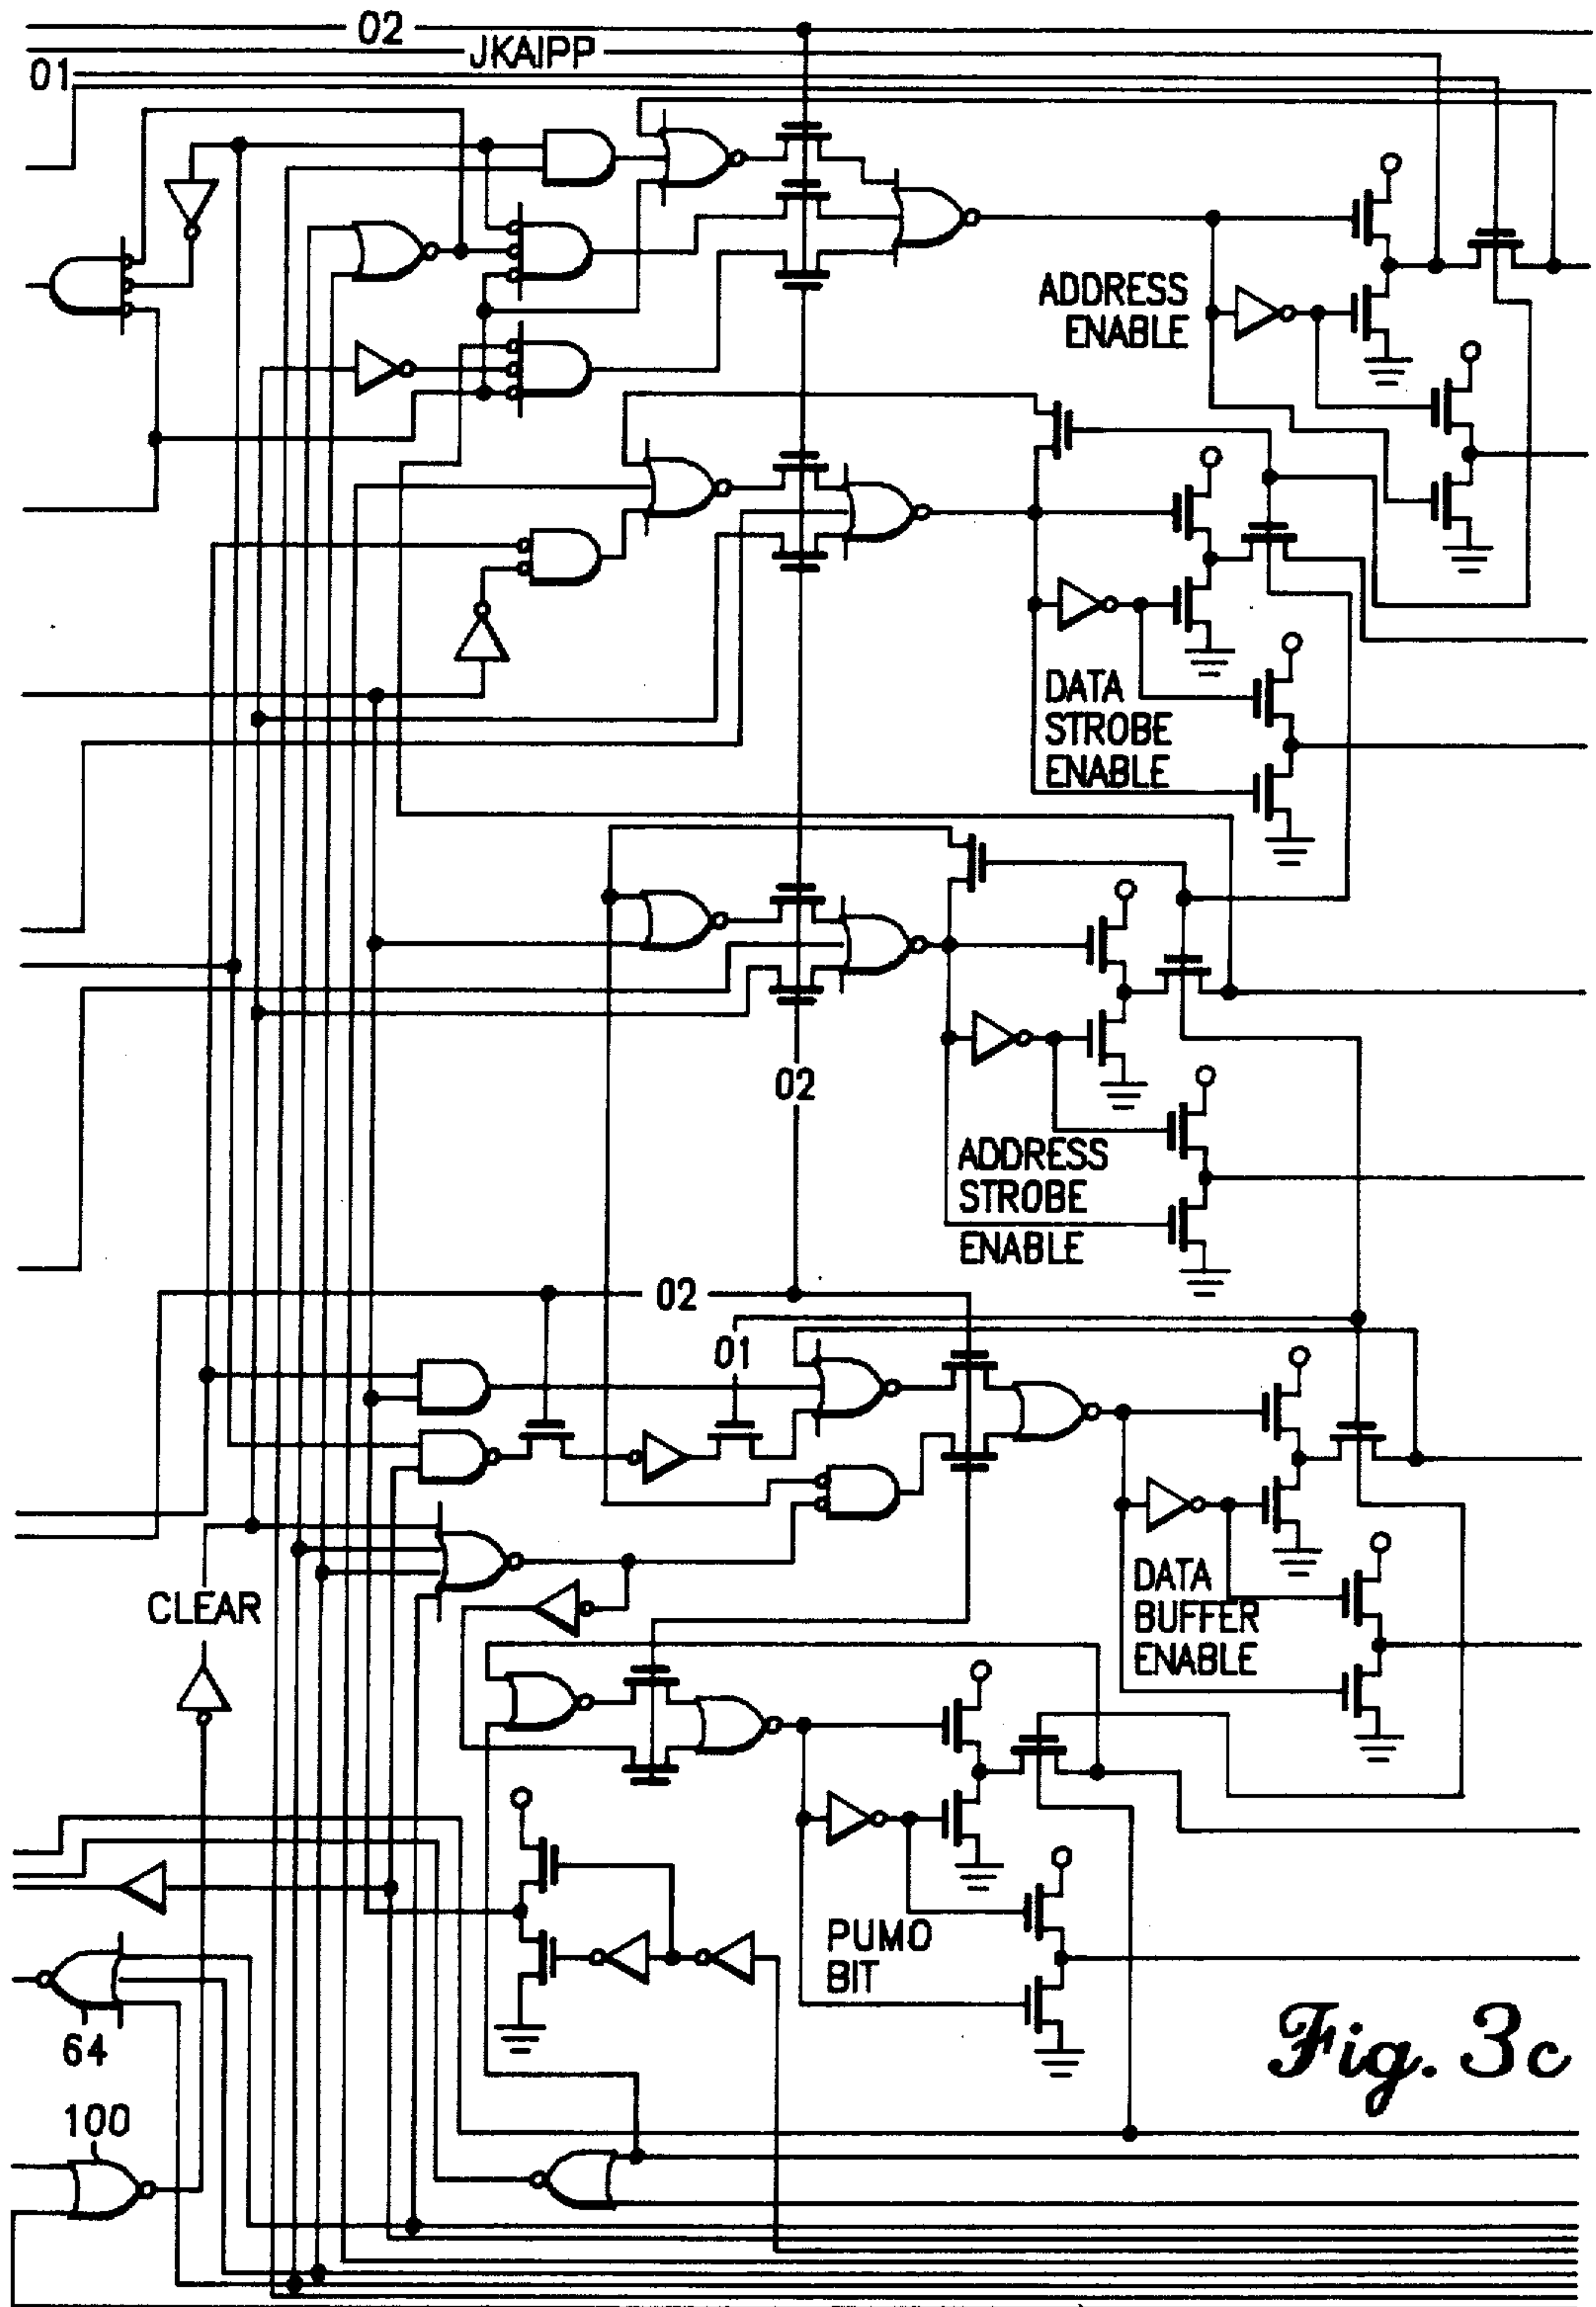 02
JKAIPP
01
ADDRESS
ENABLE
DATA
STROBE
ENABLE
02
ADDRESS
STROBE
ENABLE
02
01
CLEAR
DATA
BUFFER
ENABLE
PUMO
BIT
64
100
Fig. 3c